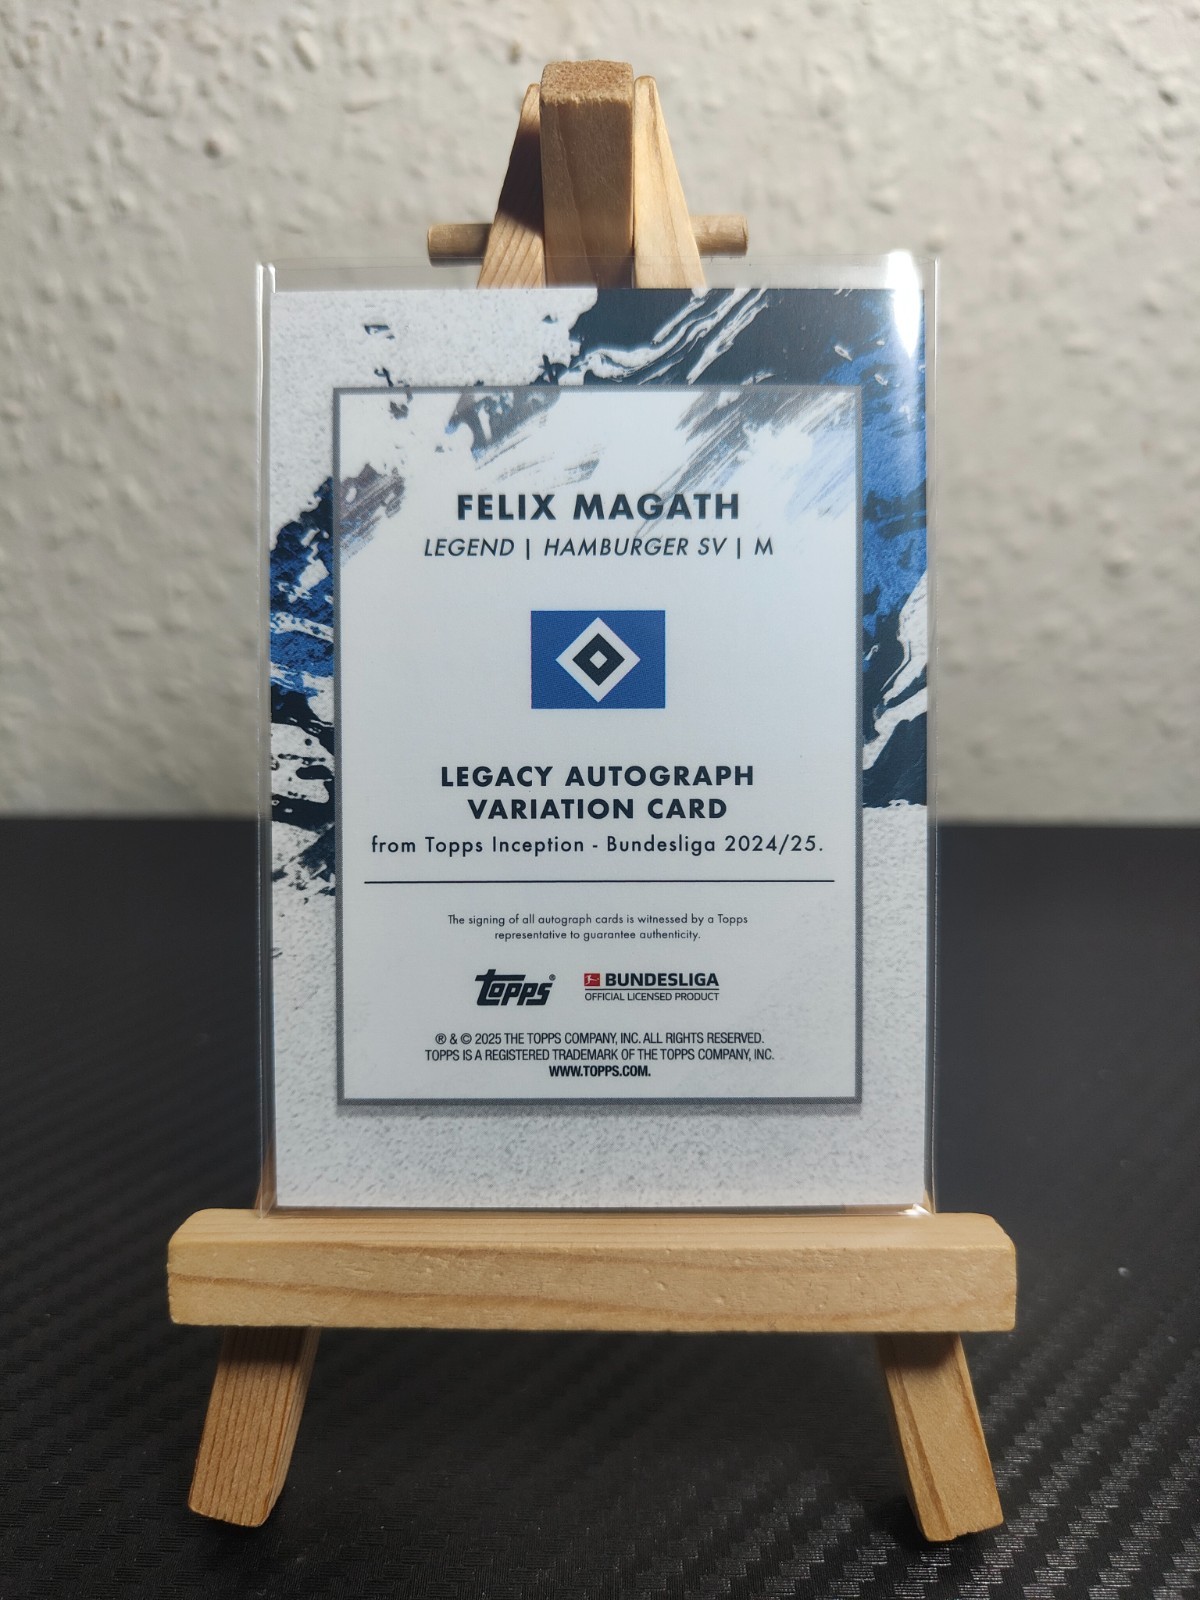 FELIX MAGATH
LEGEND | HAMBURGER SV | M
LEGACY AUTOGRAPH
VARIATION CARD
from Topps Inception - Bundesliga 2024/25.
The signing of all autograph cards is witnessed by a Topps
representative to guarantee authenticity.
topps® BUNDESLIGA
OFFICIAL LICENSED PRODUCT
® & © 2025 THE TOPPS COMPANY, INC. ALL RIGHTS RESERVED.
TOPPS IS A REGISTERED TRADEMARK OF THE TOPPS COMPANY, INC.
WWW.TOPPS.COM.